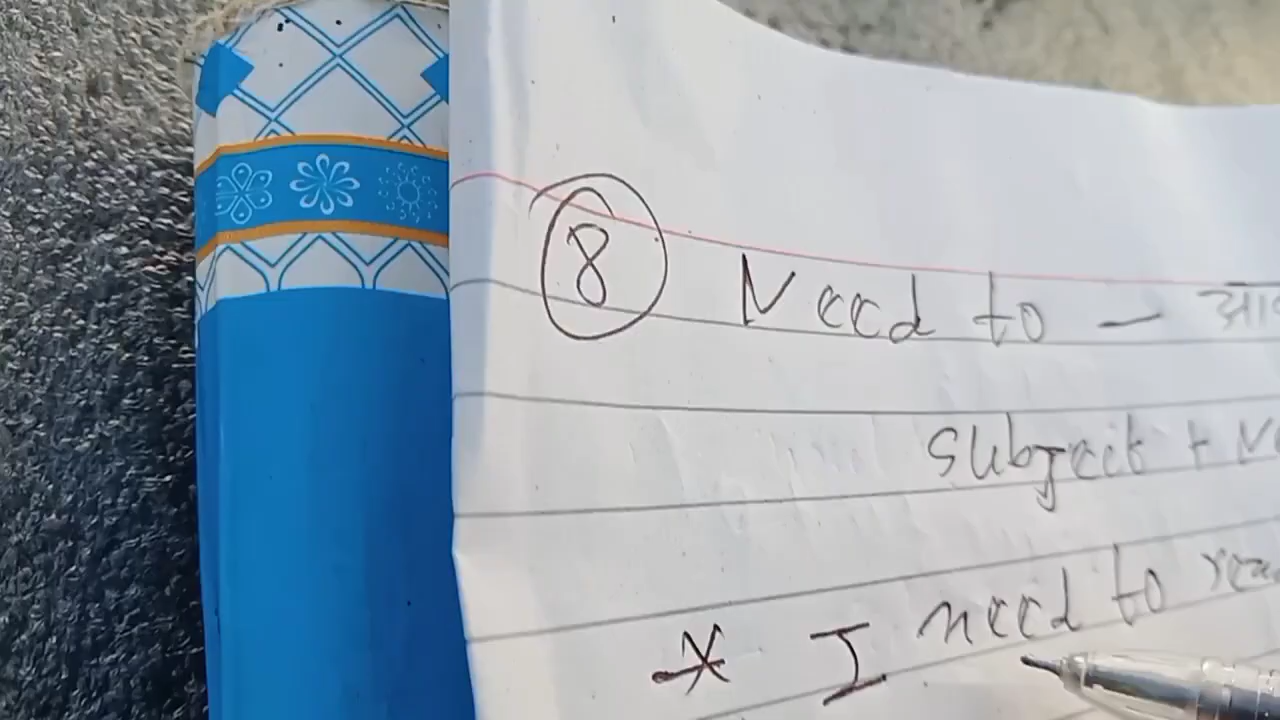 8 Need to —
Subject +
* I need to